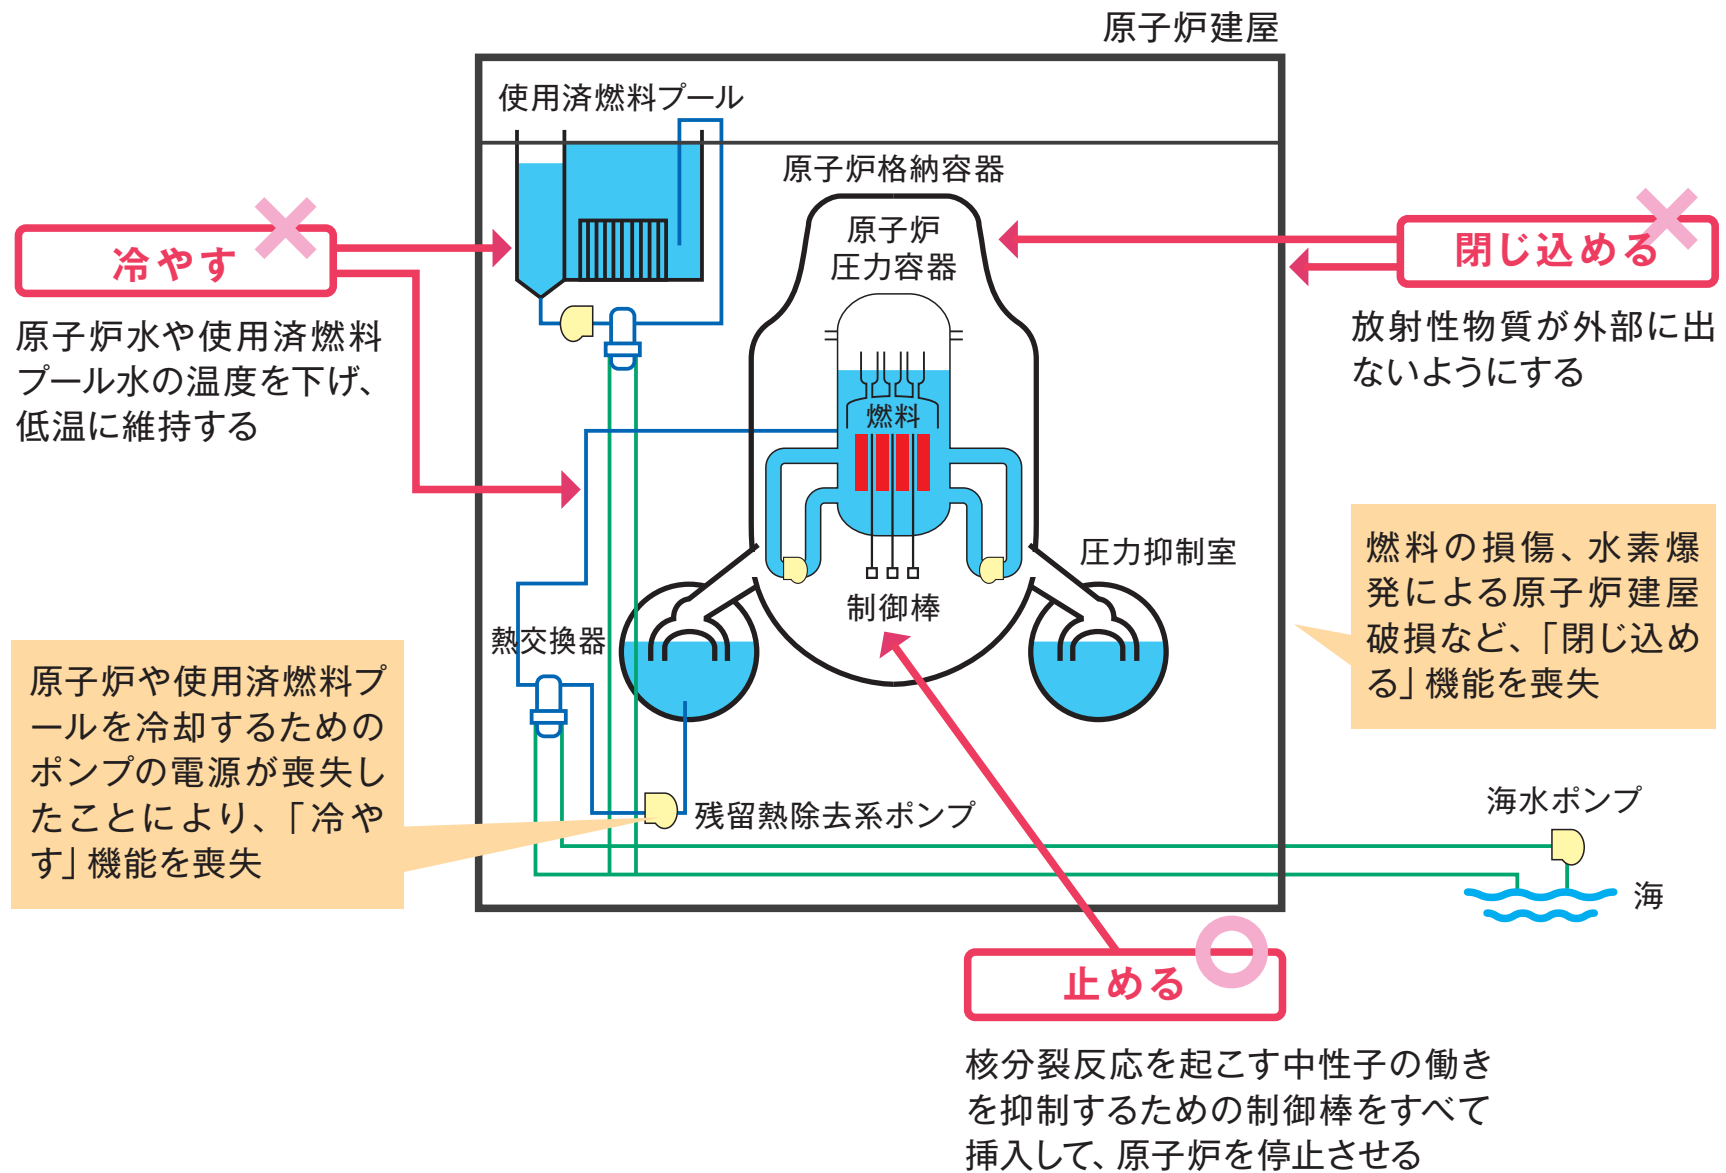 原子炉建屋
使用済燃料プール
原子炉格納容器
原子炉
圧力容器
冷やす
原子炉水や使用済燃料
プール水の温度を下げ、
低温に維持する
閉じ込める
放射性物質が外部に出
ないようにする
燃料
圧力抑制室
制御棒
熱交換器
燃料の損傷、水素爆
発による原子炉建屋
破損など、「閉じ込め
る」機能を喪失
原子炉や使用済燃料プ
ールを冷却するための
ポンプの電源が喪失し
たことにより、「冷や
す」機能を喪失
残留熱除去系ポンプ
海水ポンプ
海
止める
核分裂反応を起こす中性子の働き
を抑制するための制御棒をすべて
挿入して、原子炉を停止させる